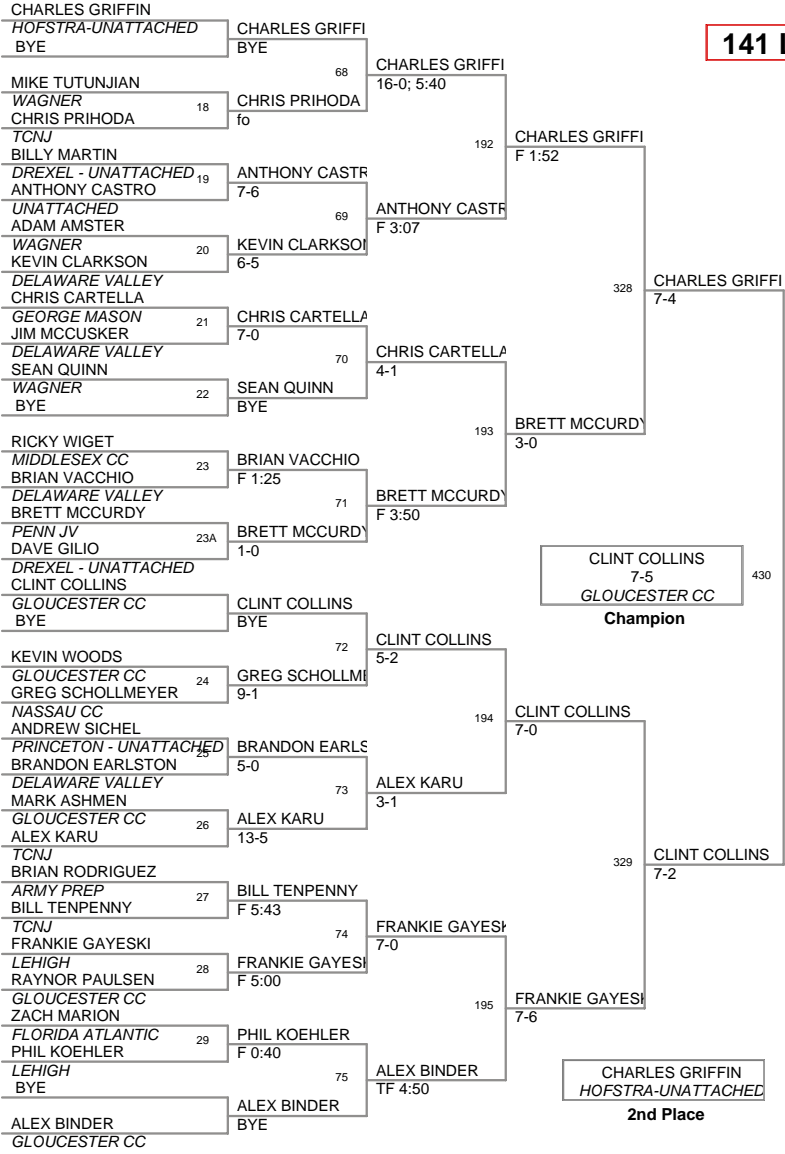 CHARLES GRIFFIN
HOFSTRA-UNATTACHED
BYE
MIKE TUTUNJIAN
WAGNER
18
CHRIS PRIHODA
TCNJ
BILLY MARTIN
DREXEL - UNATTACHED
19
ANTHONY CASTRO
UNATTACHED
ADAM AMSTER
WAGNER
20
KEVIN CLARKSON
DELAWARE VALLEY
CHRIS CARTELLA
GEORGE MASON
21
JIM MCCUSKER
DELAWARE VALLEY
SEAN QUINN
WAGNER
22
BYE
RICKY WIGET
MIDDLESEX CC
23
BRIAN VACCHIO
DELAWARE VALLEY
BRETT MCCURDY
PENN JV
23A
DAVE GILIO
DREXEL - UNATTACHED
CLINT COLLINS
GLOUCESTER CC
BYE
KEVIN WOODS
GLOUCESTER CC
24
GREG SCHOLLMEYER
NASSAU CC
ANDREW SICHEL
PRINCETON - UNATTACHED
25
BRANDON EARLSTON
DELAWARE VALLEY
MARK ASHMEN
GLOUCESTER CC
26
ALEX KARU
TCNJ
BRIAN RODRIGUEZ
ARMY PREP
27
BILL TENPENNY
TCNJ
FRANKIE GAYESKI
LEHIGH
28
RAYNOR PAULSEN
GLOUCESTER CC
ZACH MARION
FLORIDA ATLANTIC
29
PHIL KOEHLER
LEHIGH
BYE
ALEX BINDER
GLOUCESTER CC
CHARLES GRIFFI
BYE
68
CHRIS PRIHODA
fo
ANTHONY CASTR
7-6
69
KEVIN CLARKSON
6-5
CHRIS CARTELLA
7-0
70
SEAN QUINN
BYE
BRIAN VACCHIO
F 1:25
71
BRETT MCCURDY
1-0
CLINT COLLINS
BYE
72
GREG SCHOLLME
9-1
BRANDON EARLS
5-0
73
ALEX KARU
13-5
BILL TENPENNY
F 5:43
74
FRANKIE GAYESK
F 5:00
PHIL KOEHLER
F 0:40
75
ALEX BINDER
BYE
CHARLES GRIFFI
16-0; 5:40
192
ANTHONY CASTR
F 3:07
CHRIS CARTELLA
4-1
193
BRETT MCCURDY
F 3:50
CLINT COLLINS
5-2
194
ALEX KARU
3-1
FRANKIE GAYESK
7-0
195
ALEX BINDER
TF 4:50
CHARLES GRIFFI
F 1:52
328
BRETT MCCURDY
3-0
CLINT COLLINS
7-0
329
FRANKIE GAYESK
7-6
CHARLES GRIFFI
7-4
CLINT COLLINS
7-2
141
CLINT COLLINS
7-5
GLOUCESTER CC
430
Champion
CHARLES GRIFFIN
HOFSTRA-UNATTACHED
2nd Place